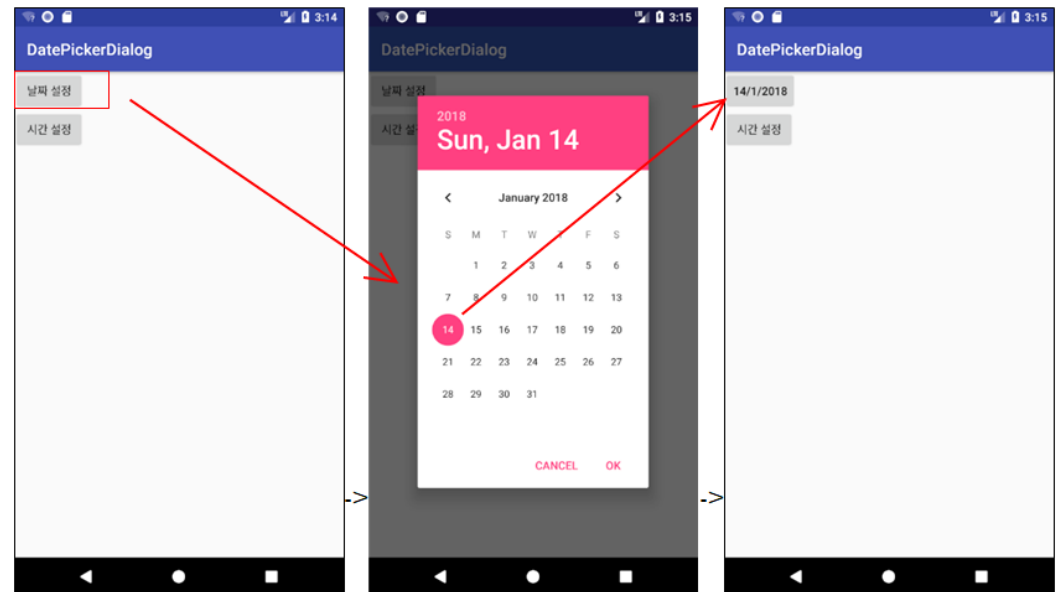 3:14
DatePickerDialog
날짜 설정
시간 설정
->
3:15
DatePickerDialog
날짜 설정
시간 설
2018
Sun, Jan 14
January 2018
S M T W T F S
1 2 3 4 5 6
7 8 9 10 11 12 13
14 15 16 17 18 19 20
21 22 23 24 25 26 27
28 29 30 31
CANCEL OK
->
3:15
DatePickerDialog
14/1/2018
시간 설정